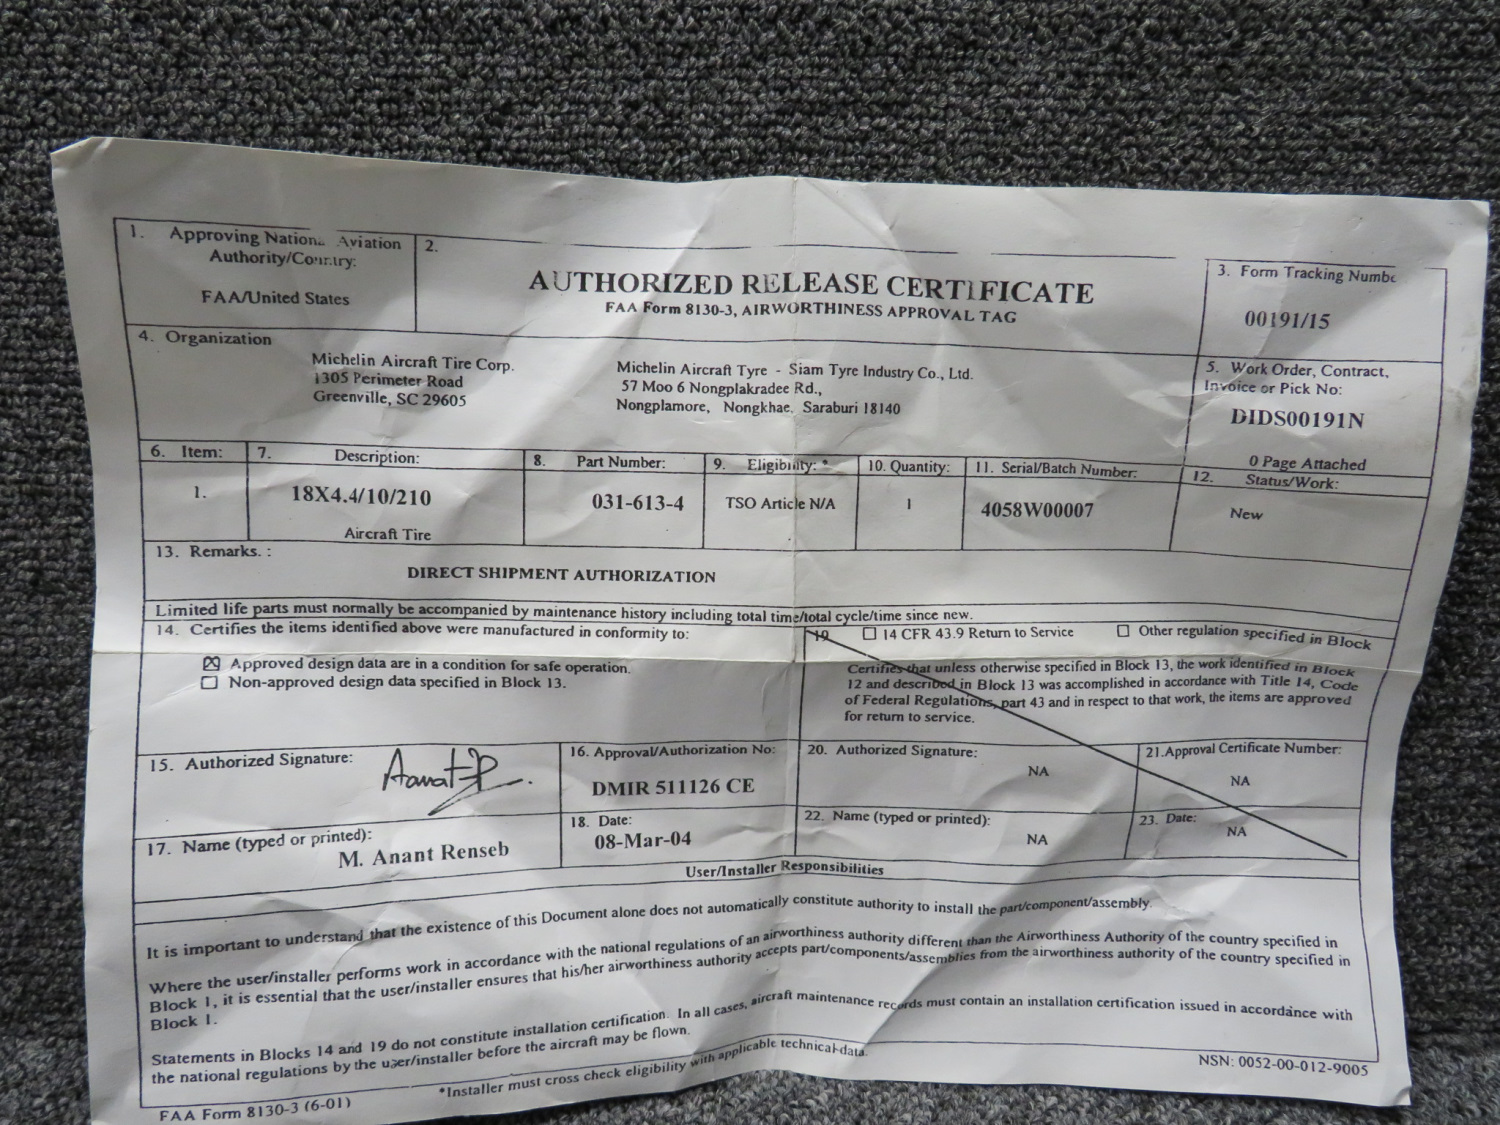 1. Approving National Aviation
Authority/Country:
FAA/United States
2.
AUTHORIZED RELEASE CERTIFICATE
FAA Form 8130-3, AIRWORTHINESS APPROVAL TAG
3. Form Tracking Numbe
00191/15
4. Organization
Michelin Aircraft Tire Corp.
1305 Perimeter Road
Greenville, SC 29605
Michelin Aircraft Tyre - Siam Tyre Industry Co., Ltd.
57 Moo 6 Nongplakradee Rd.,
Nongplamore, Nongkhae, Saraburi 18140
5. Work Order, Contract,
Invoice or Pick No:
DIDS00191N
0 Page Attached
6. Item:
1.
7. Description:
18X4.4/10/210
Aircraft Tire
8. Part Number:
031-613-4
9. Eligibility: *
TSO Article N/A
10. Quantity:
1
11. Serial/Batch Number:
4058W00007
12. Status/Work:
New
13. Remarks. :
DIRECT SHIPMENT AUTHORIZATION
Limited life parts must normally be accompanied by maintenance history including total time/total cycle/time since new.
14. Certifies the items identified above were manufactured in conformity to:
☒ Approved design data are in a condition for safe operation.
☐ Non-approved design data specified in Block 13.
19 ☐ 14 CFR 43.9 Return to Service ☐ Other regulation specified in Block
Certifies that unless otherwise specified in Block 13, the work identified in Block
12 and described in Block 13 was accomplished in accordance with Title 14, Code
of Federal Regulations, part 43 and in respect to that work, the items are approved
for return to service.
15. Authorized Signature:
16. Approval/Authorization No:
DMIR 511126 CE
20. Authorized Signature:
NA
21.Approval Certificate Number:
NA
17. Name (typed or printed):
M. Anant Renseb
18. Date:
08-Mar-04
22. Name (typed or printed):
NA
23. Date:
NA
User/Installer Responsibilities
It is important to understand that the existence of this Document alone does not automatically constitute authority to install the part/component/assembly.
Where the user/installer performs work in accordance with the national regulations of an airworthiness authority different than the Airworthiness Authority of the country specified in
Block 1, it is essential that the user/installer ensures that his/her airworthiness authority accepts part/components/assemblies from the airworthiness authority of the country specified in
Block 1.
Statements in Blocks 14 and 19 do not constitute installation certification. In all cases, aircraft maintenance records must contain an installation certification issued in accordance with
the national regulations by the user/installer before the aircraft may be flown.
*Installer must cross check eligibility with applicable technical data.
FAA Form 8130-3 (6-01)
NSN: 0052-00-012-9005